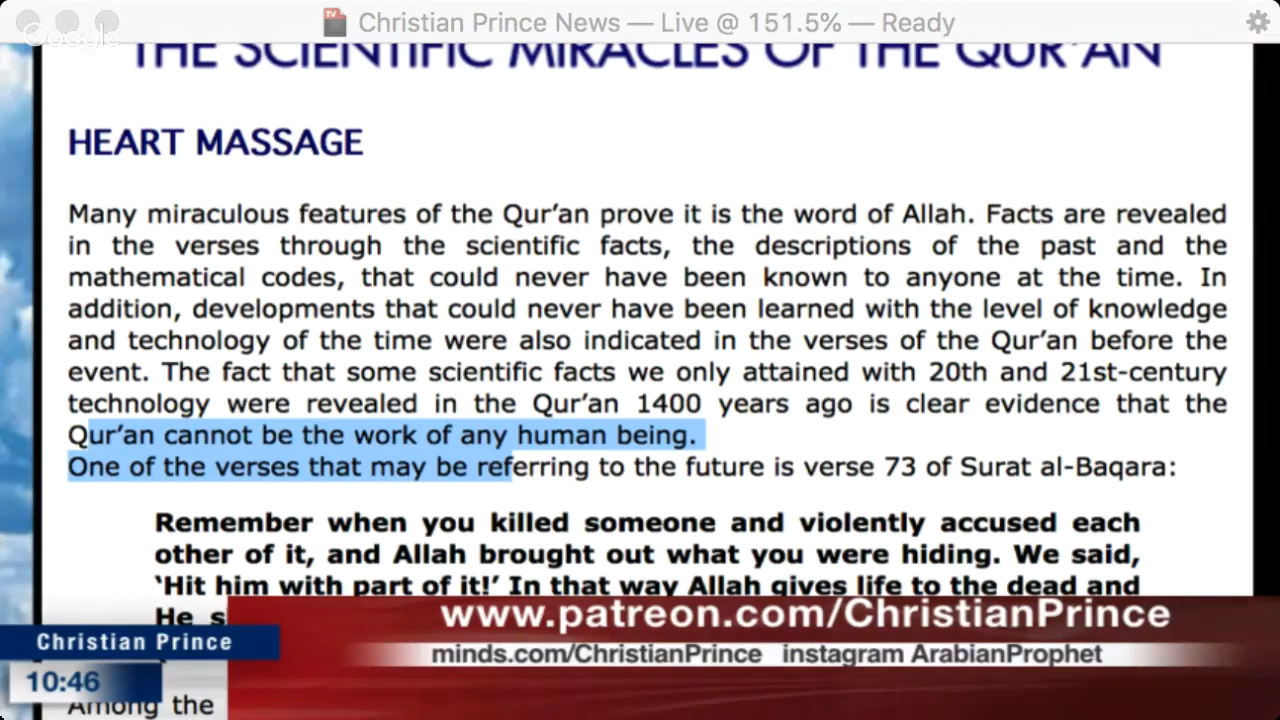 Christian Prince News — Live @ 151.5% — Ready
Google
THE SCIENTIFIC MIRACLES OF THE QUR'AN
HEART MASSAGE
Many miraculous features of the Qur’an prove it is the word of Allah. Facts are revealed
in the verses through the scientific facts, the descriptions of the past and the
mathematical codes, that could never have been known to anyone at the time. In
addition, developments that could never have been learned with the level of knowledge
and technology of the time were also indicated in the verses of the Qur’an before the
event. The fact that some scientific facts we only attained with 20th and 21st-century
technology were revealed in the Qur’an 1400 years ago is clear evidence that the
Qur’an cannot be the work of any human being.
One of the verses that may be referring to the future is verse 73 of Surat al-Baqara:
Remember when you killed someone and violently accused each
other of it, and Allah brought out what you were hiding. We said,
‘Hit him with part of it!’ In that way Allah gives life to the dead and
He s
www.patreon.com/ChristianPrince
Christian Prince
minds.com/ChristianPrince instagram ArabianProphet
10:46
Among the